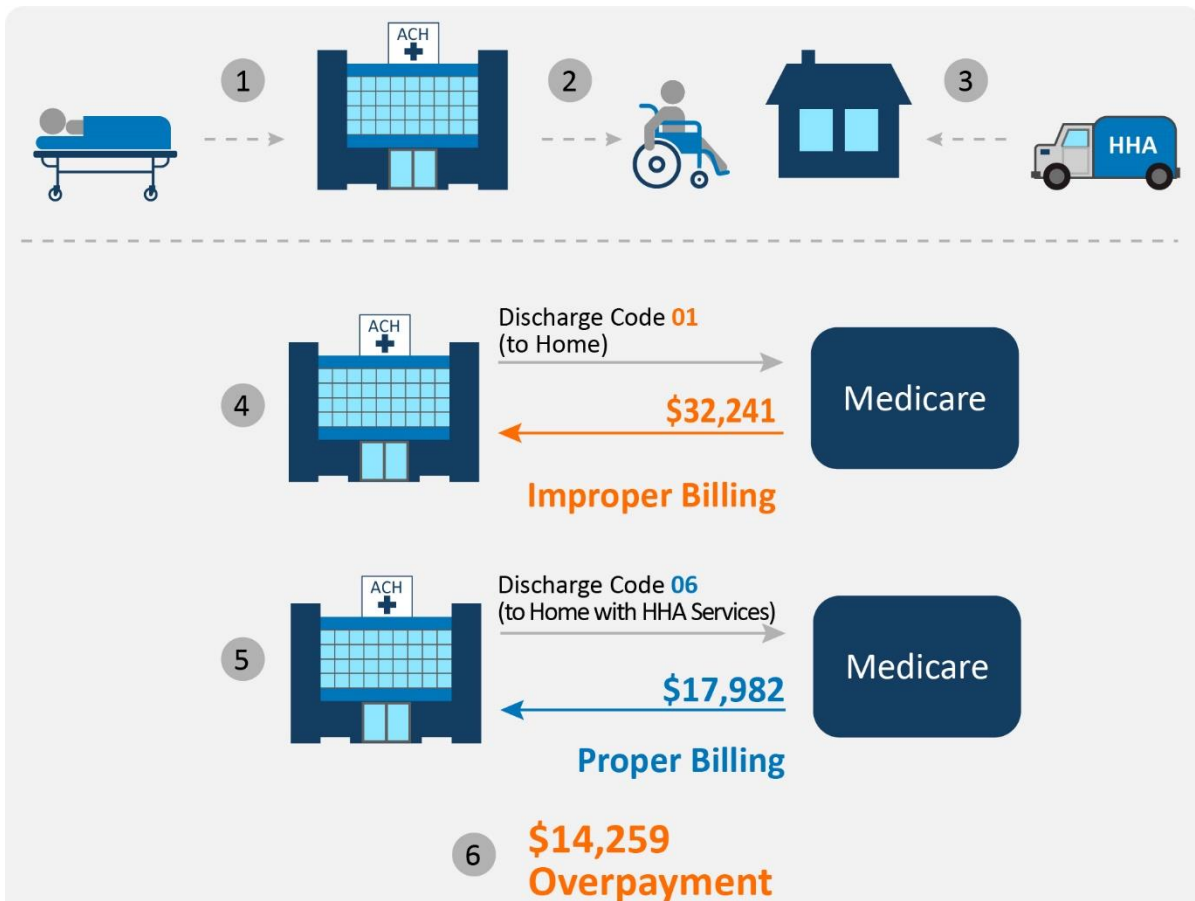 1
ACH
2
3
HHA
4
ACH
Discharge Code 01
(to Home)
$32,241
Improper Billing
Medicare
5
ACH
Discharge Code 06
(to Home with HHA Services)
$17,982
Proper Billing
Medicare
6
$14,259
Overpayment